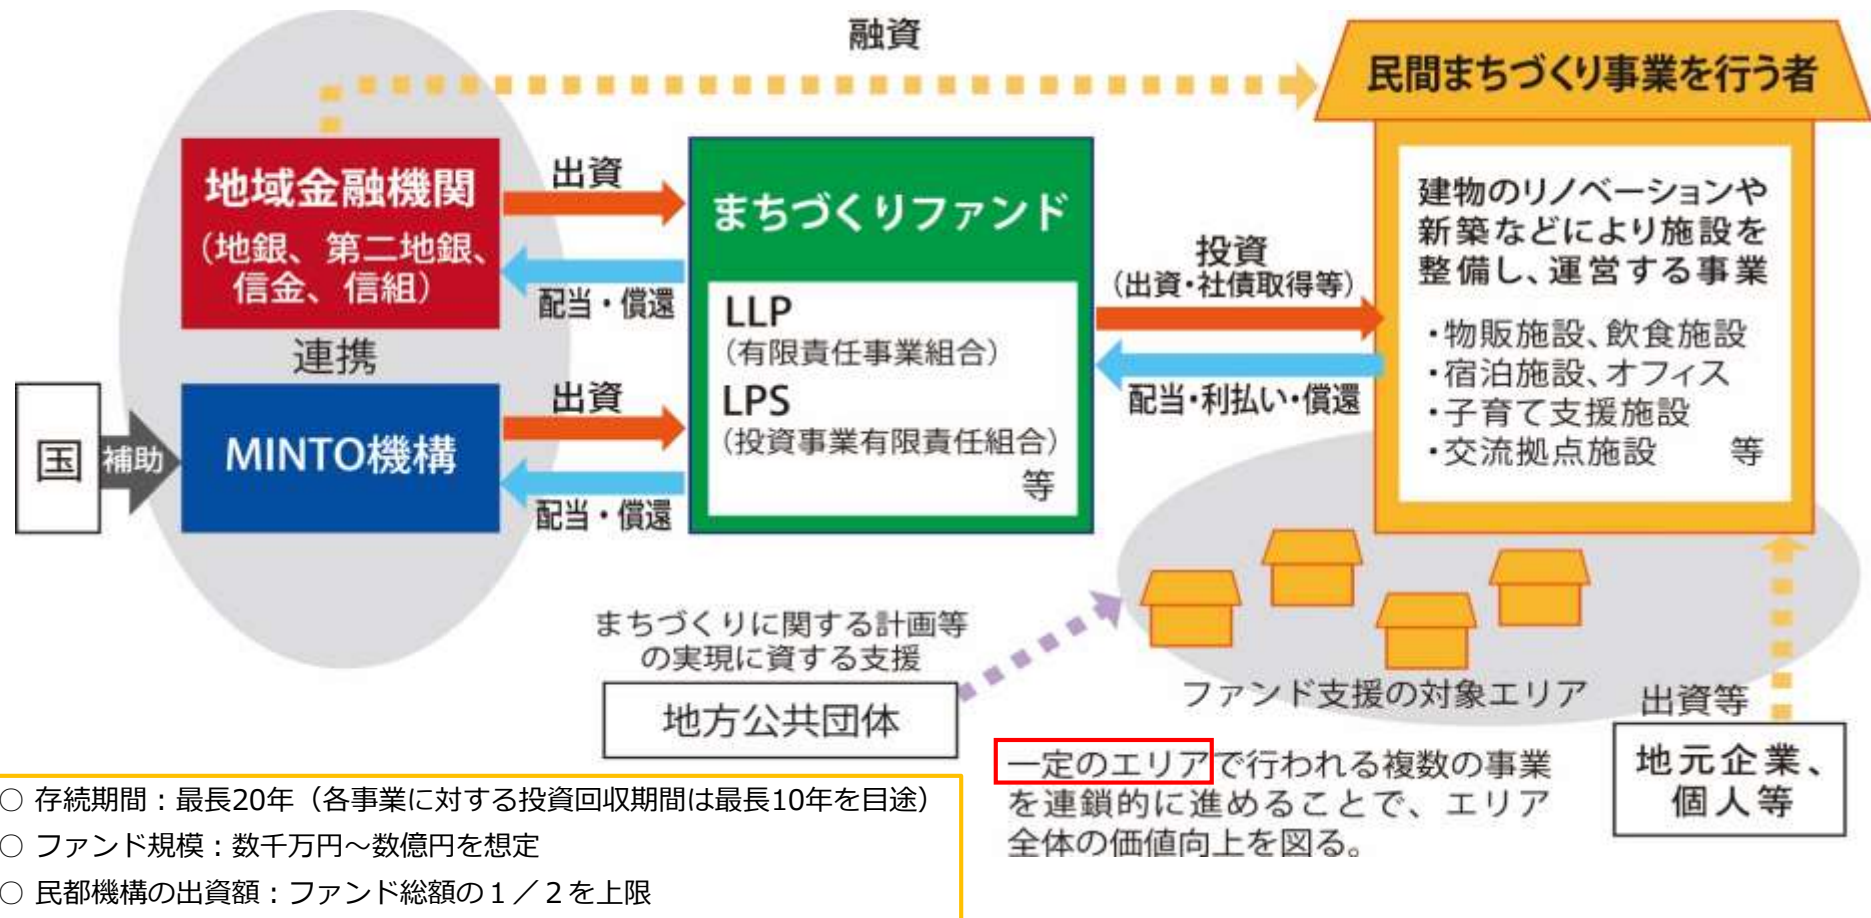 融資
民間まちづくり事業を行う者
地域金融機関
(地銀、第二地銀、
信金、信組)
出資
配当・償還
連携
国
補助
MINTO機構
出資
配当・償還
まちづくりファンド
LLP
(有限責任事業組合)
LPS
(投資事業有限責任組合)
等
投資
(出資・社債取得等)
配当・利払い・償還
建物のリノベーションや
新築などにより施設を
整備し、運営する事業
・物販施設、飲食施設
・宿泊施設、オフィス
・子育て支援施設
・交流拠点施設 等
まちづくりに関する計画等
の実現に資する支援
地方公共団体
ファンド支援の対象エリア
出資等
地元企業、
個人等
一定のエリアで行われる複数の事業
を連鎖的に進めることで、エリア
全体の価値向上を図る。
○ 存続期間：最長20年（各事業に対する投資回収期間は最長10年を目途）
○ ファンド規模：数千万円～数億円を想定
○ 民都機構の出資額：ファンド総額の１／２を上限